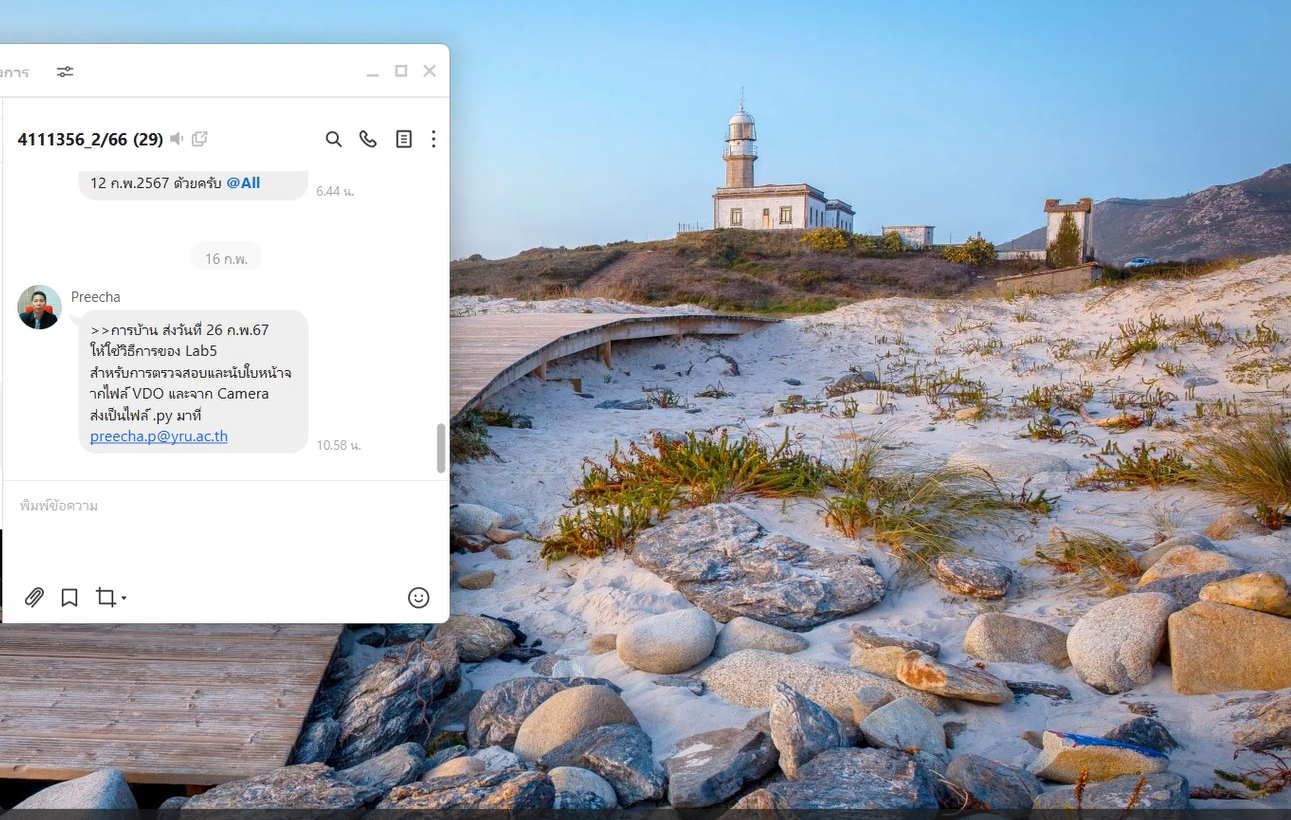 4111356_2/66 (29)
12 ก.พ.2567 ด้วยครับ @All
6.44 น.
16 ก.พ.
Preecha
>>การบ้าน ส่งวันที่ 26 ก.พ.67
ให้ใช้วิธีการของ Lab5
สำหรับการตรวจสอบและนับใบหน้าจ
ากไฟล์ VDO และจาก Camera
ส่งเป็นไฟล์ .py มาที่
preecha.p@yru.ac.th
10.58 น.
พิมพ์ข้อความ